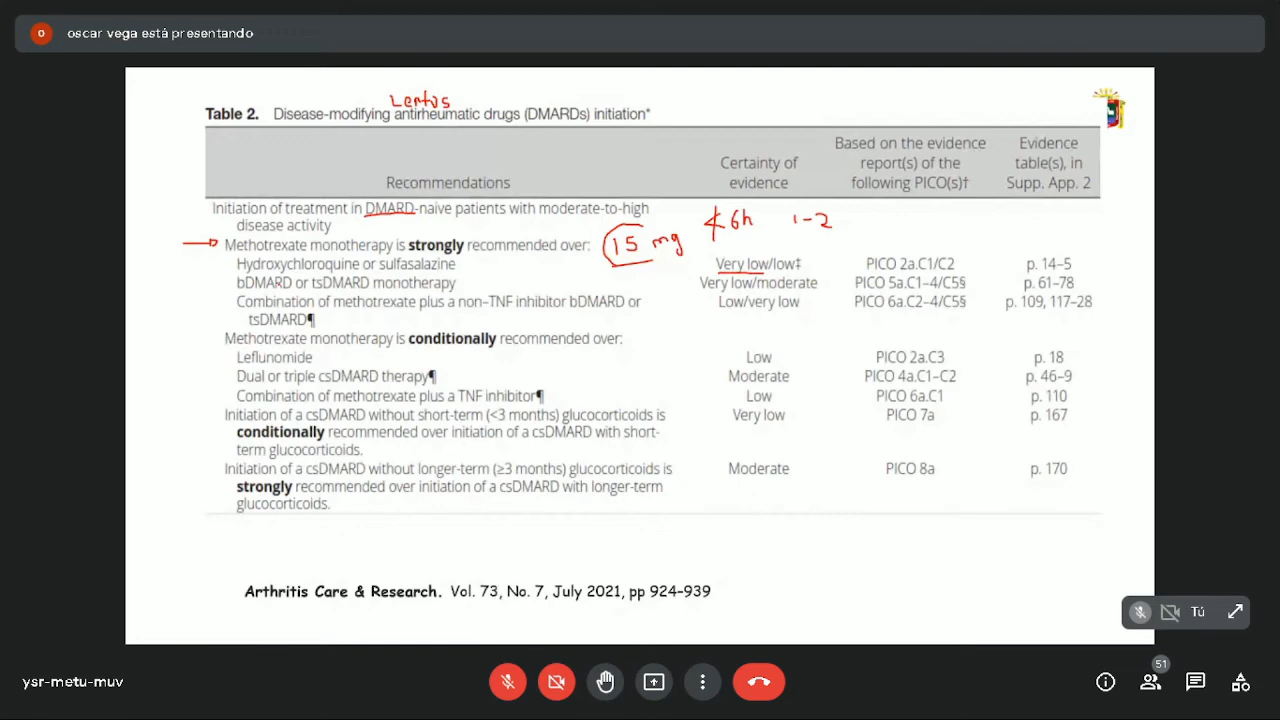 o
oscar vega está presentando
Lentos
Table 2. Disease-modifying antirheumatic drugs (DMARDs) initiation*
Recommendations
Certainty of
evidence
Based on the evidence
report(s) of the
following PICO(s)†
Evidence
table(s), in
Supp. App. 2
Initiation of treatment in DMARD-naive patients with moderate-to-high
disease activity
Methotrexate monotherapy is strongly recommended over:
15 mg
6h 1-2
Hydroxychloroquine or sulfasalazine Very low/low‡ PICO 2a.C1/C2 p. 14–5
bDMARD or tsDMARD monotherapy Very low/moderate PICO 5a.C1–4/C5§ p. 61–78
Combination of methotrexate plus a non–TNF inhibitor bDMARD or Low/very low PICO 6a.C2–4/C5§ p. 109, 117–28
tsDMARD¶
Methotrexate monotherapy is conditionally recommended over:
Leflunomide Low PICO 2a.C3 p. 18
Dual or triple csDMARD therapy¶ Moderate PICO 4a.C1–C2 p. 46–9
Combination of methotrexate plus a TNF inhibitor¶ Low PICO 6a.C1 p. 110
Initiation of a csDMARD without short-term (<3 months) glucocorticoids is Very low PICO 7a p. 167
conditionally recommended over initiation of a csDMARD with short-
term glucocorticoids.
Initiation of a csDMARD without longer-term (≥3 months) glucocorticoids is Moderate PICO 8a p. 170
strongly recommended over initiation of a csDMARD with longer-term
glucocorticoids.
Arthritis Care & Research. Vol. 73, No. 7, July 2021, pp 924–939
Tú
ysr-metu-muv
51